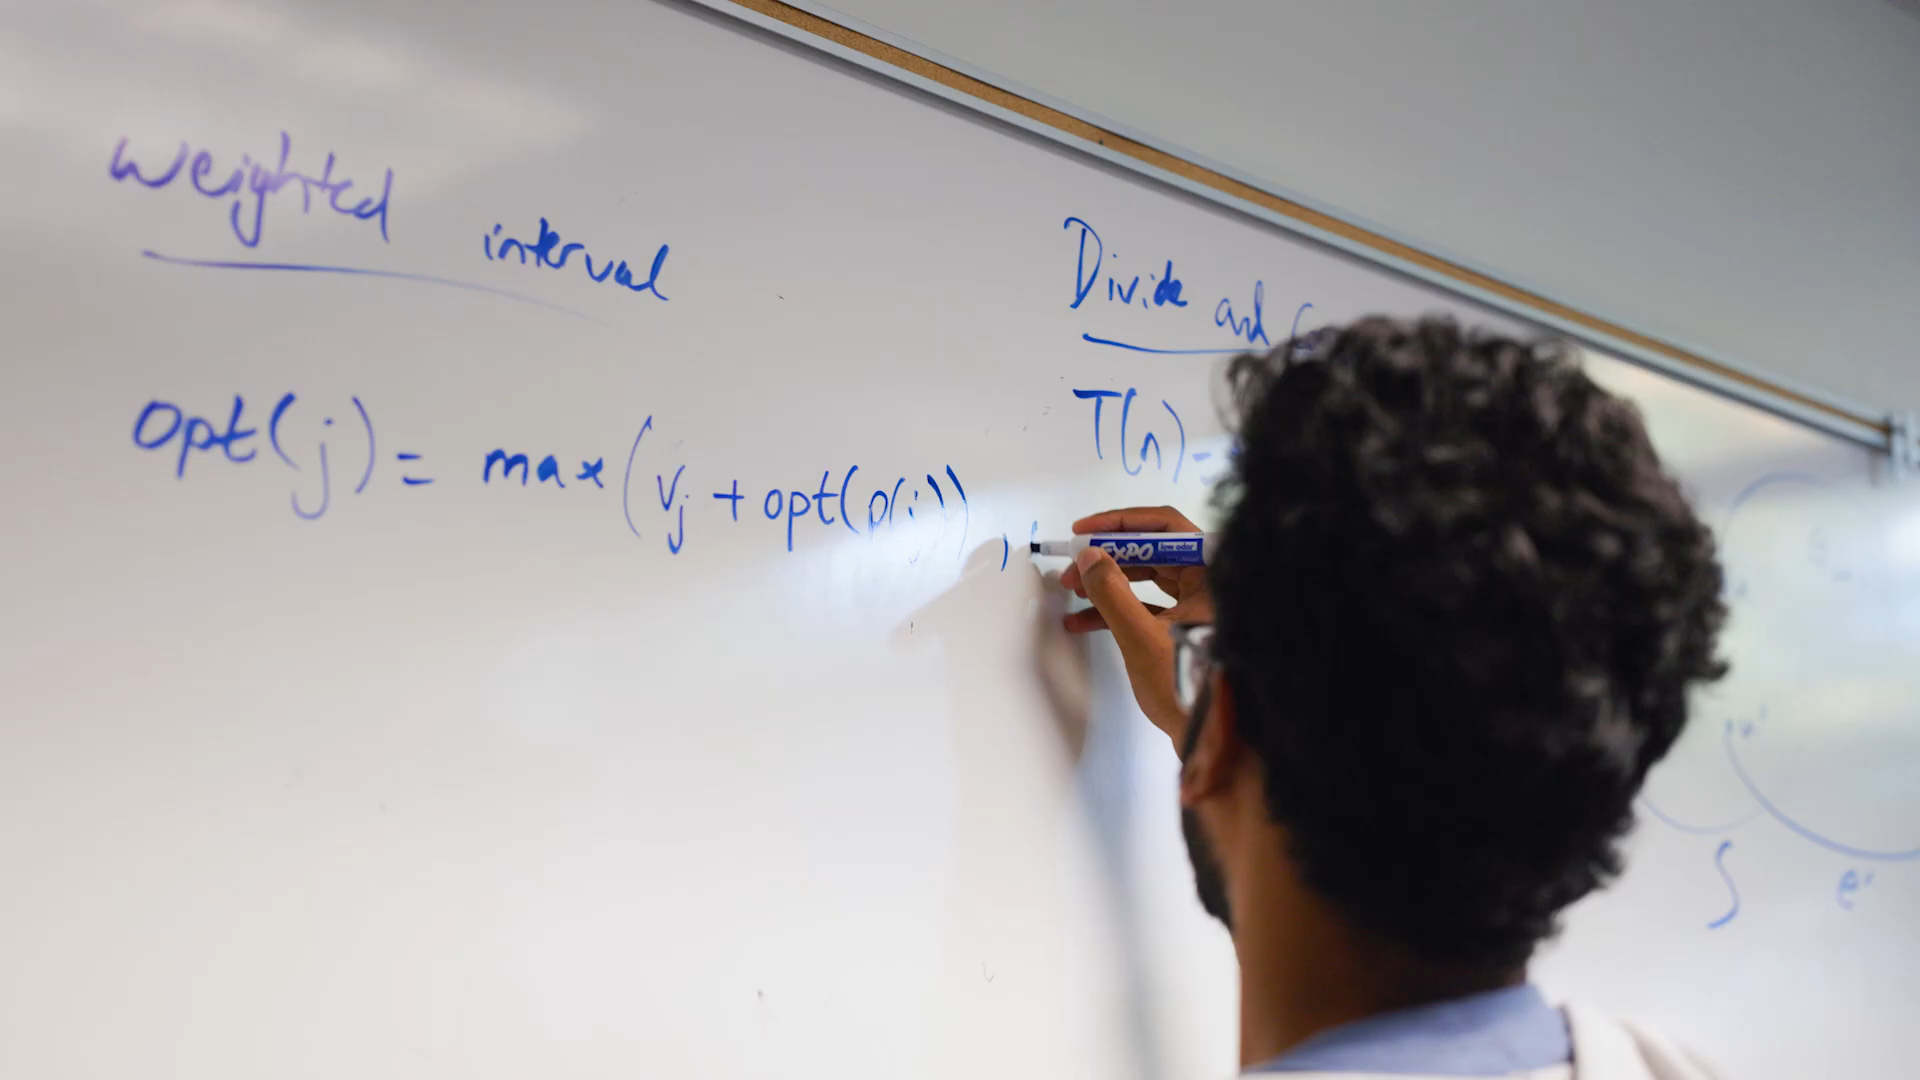 Weighted interval
opt(j) = max(vj + opt(p(j)),
Divide and
T(n) =
EXPO low odor
S
e'